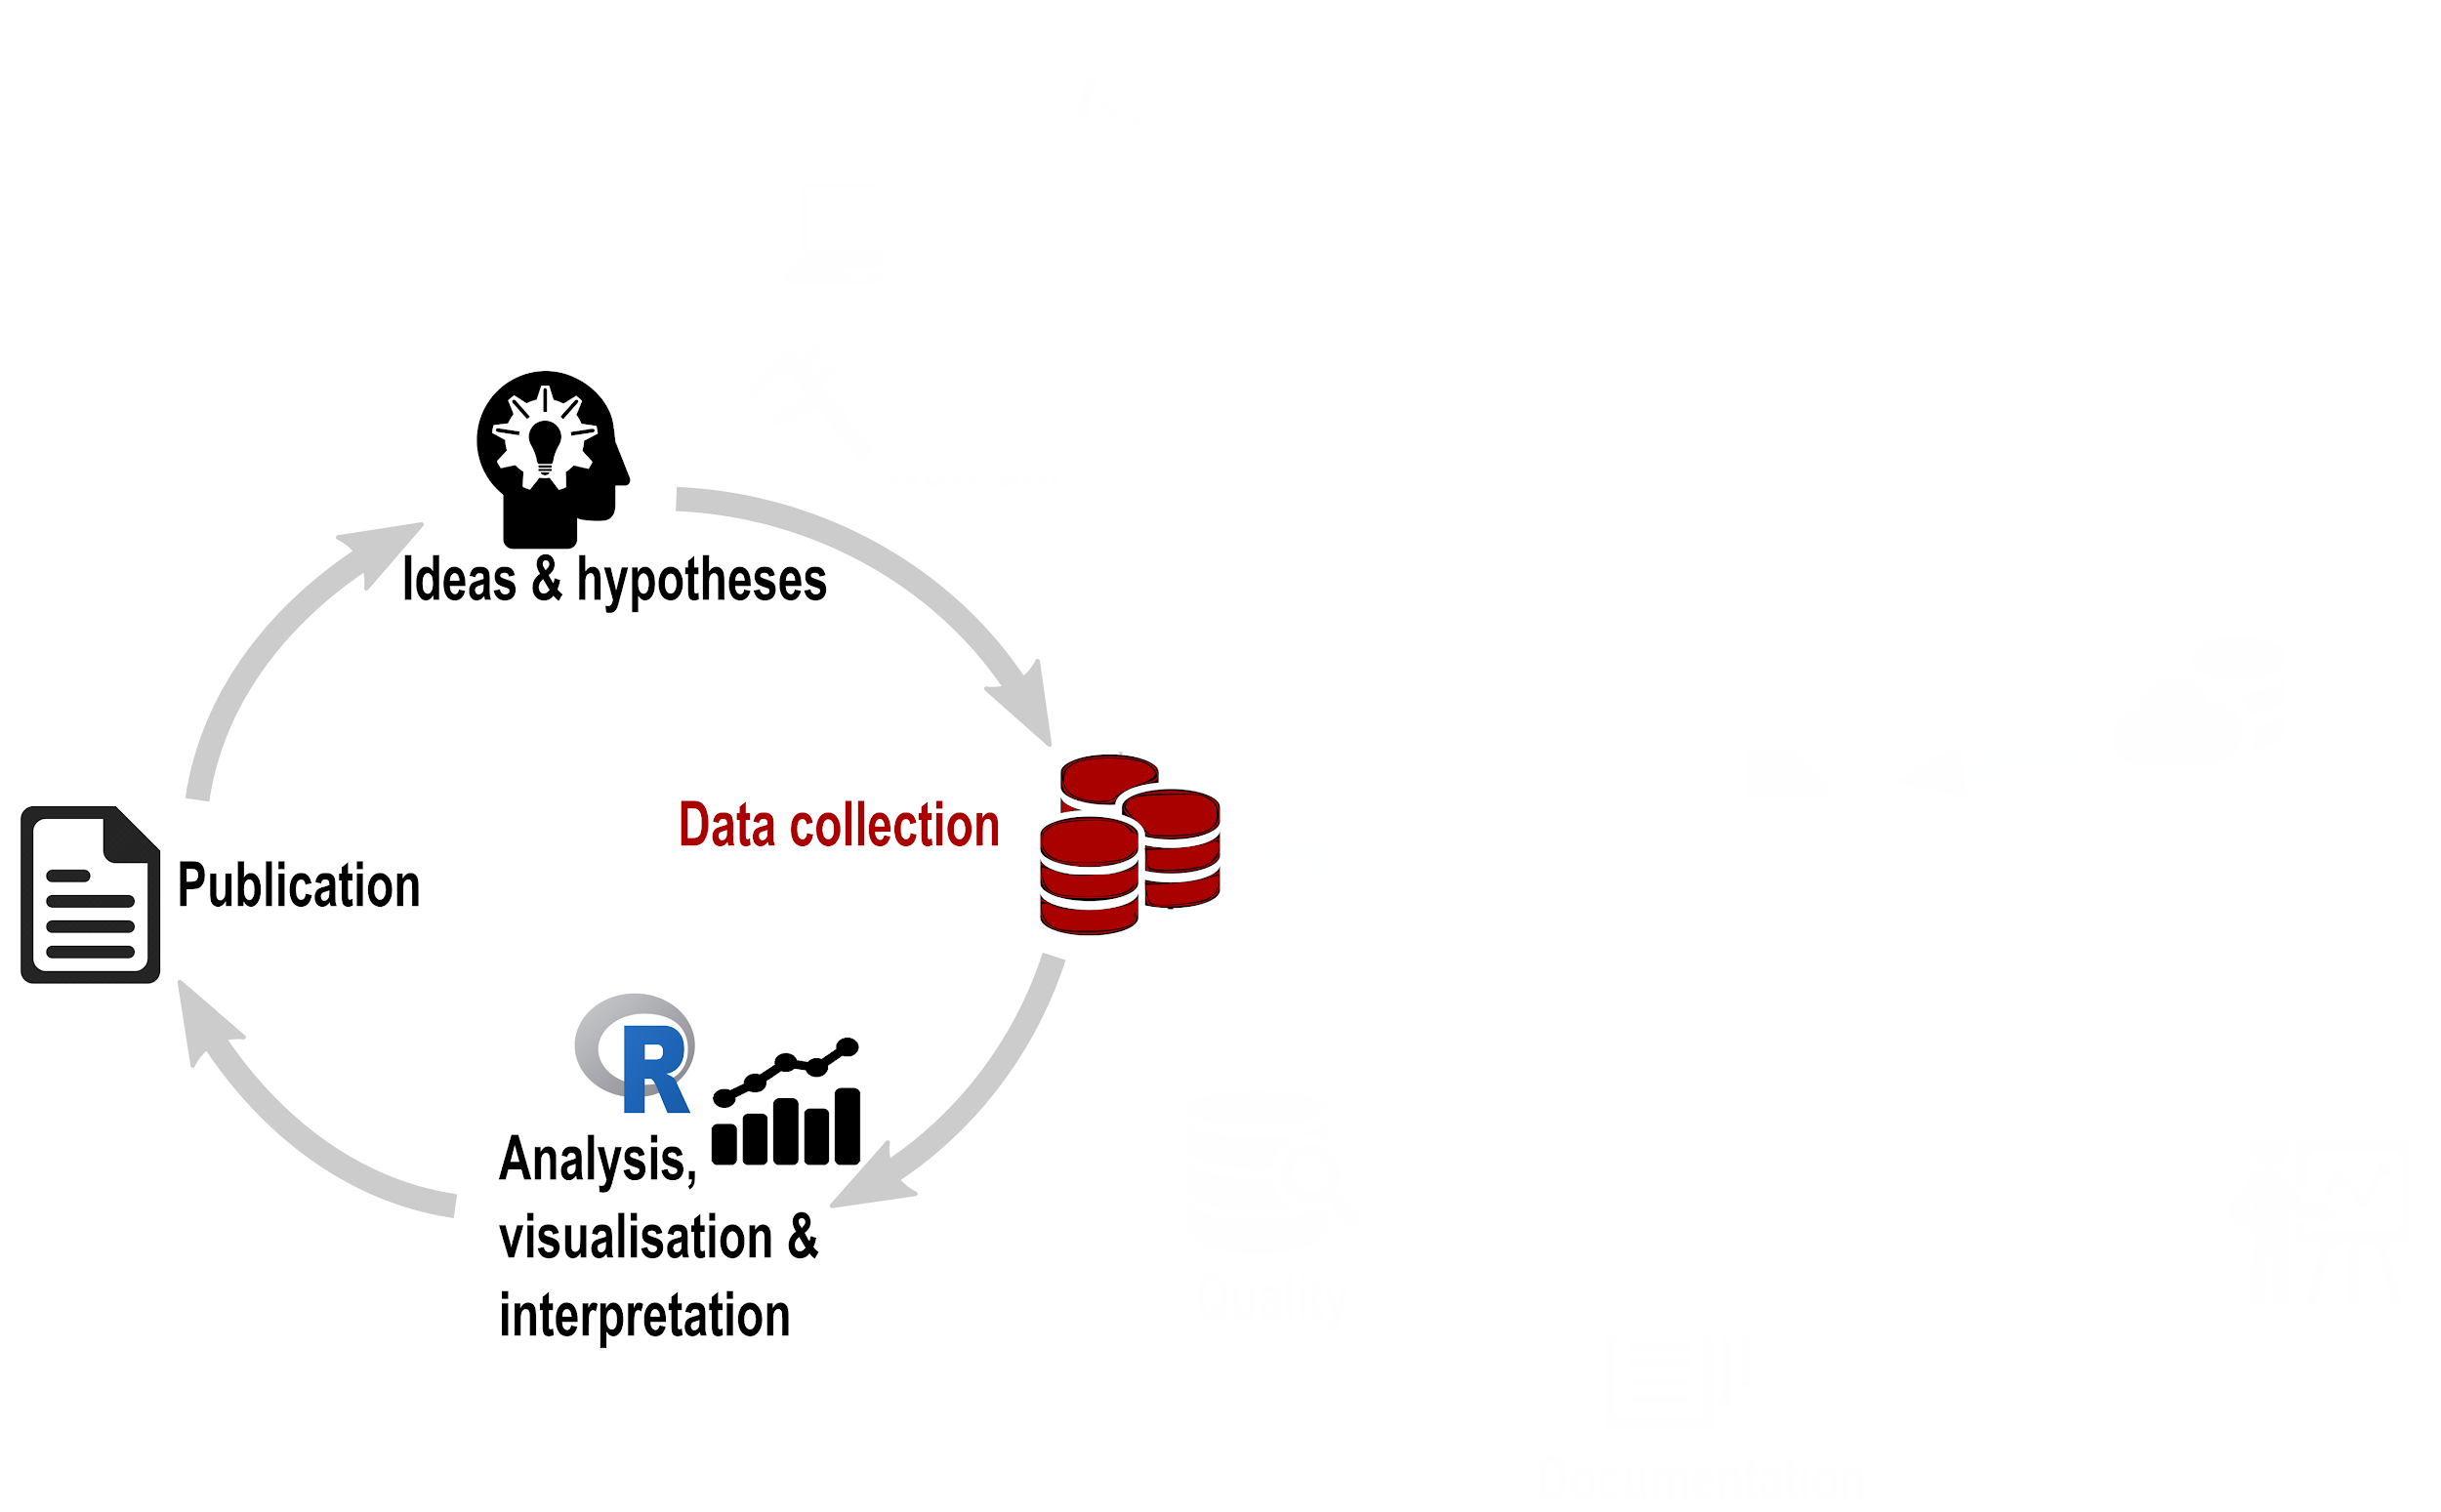 Ideas & hypotheses
Data collection
Publication
R
Analysis,
visualisation &
interpretation